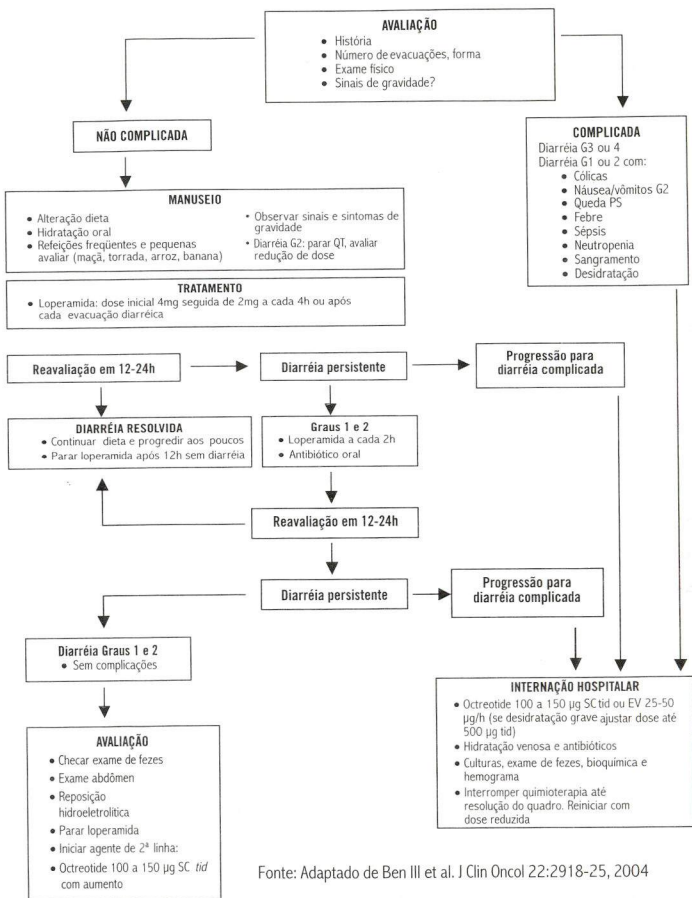 AVALIAÇÃO
• História
• Número de evacuações, forma
• Exame físico
• Sinais de gravidade?
NÃO COMPLICADA
COMPLICADA
Diarréia G3 ou 4
Diarréia G1 ou 2 com:
• Cólicas
• Náusea/vômitos G2
• Queda PS
• Febre
• Sépsis
• Neutropenia
• Sangramento
• Desidratação
MANUSEIO
• Alteração dieta
• Hidratação oral
• Refeições freqüentes e pequenas
avaliar (maçã, torrada, arroz, banana)
• Observar sinais e sintomas de
gravidade
• Diarréia G2: parar QT, avaliar
redução de dose
TRATAMENTO
• Loperamida: dose inicial 4mg seguida de 2mg a cada 4h ou após
cada evacuação diarréica
Reavaliação em 12-24h
Diarréia persistente
Progressão para
diarréia complicada
DIARRÉIA RESOLVIDA
• Continuar dieta e progredir aos poucos
• Parar loperamida após 12h sem diarréia
Graus 1 e 2
• Loperamida a cada 2h
• Antibiótico oral
Reavaliação em 12-24h
Diarréia persistente
Progressão para
diarréia complicada
Diarréia Graus 1 e 2
• Sem complicações
AVALIAÇÃO
• Checar exame de fezes
• Exame abdômen
• Reposição
hidroeletrolítica
• Parar loperamida
• Iniciar agente de 2ª linha:
• Octreotide 100 a 150 µg SC tid
com aumento
INTERNAÇÃO HOSPITALAR
• Octreotide 100 a 150 µg SC tid ou EV 25-50
µg/h (se desidratação grave ajustar dose até
500 µg tid)
• Hidratação venosa e antibióticos
• Culturas, exame de fezes, bioquímica e
hemograma
• Interromper quimioterapia até
resolução do quadro. Reiniciar com
dose reduzida
Fonte: Adaptado de Ben III et al. J Clin Oncol 22:2918-25, 2004